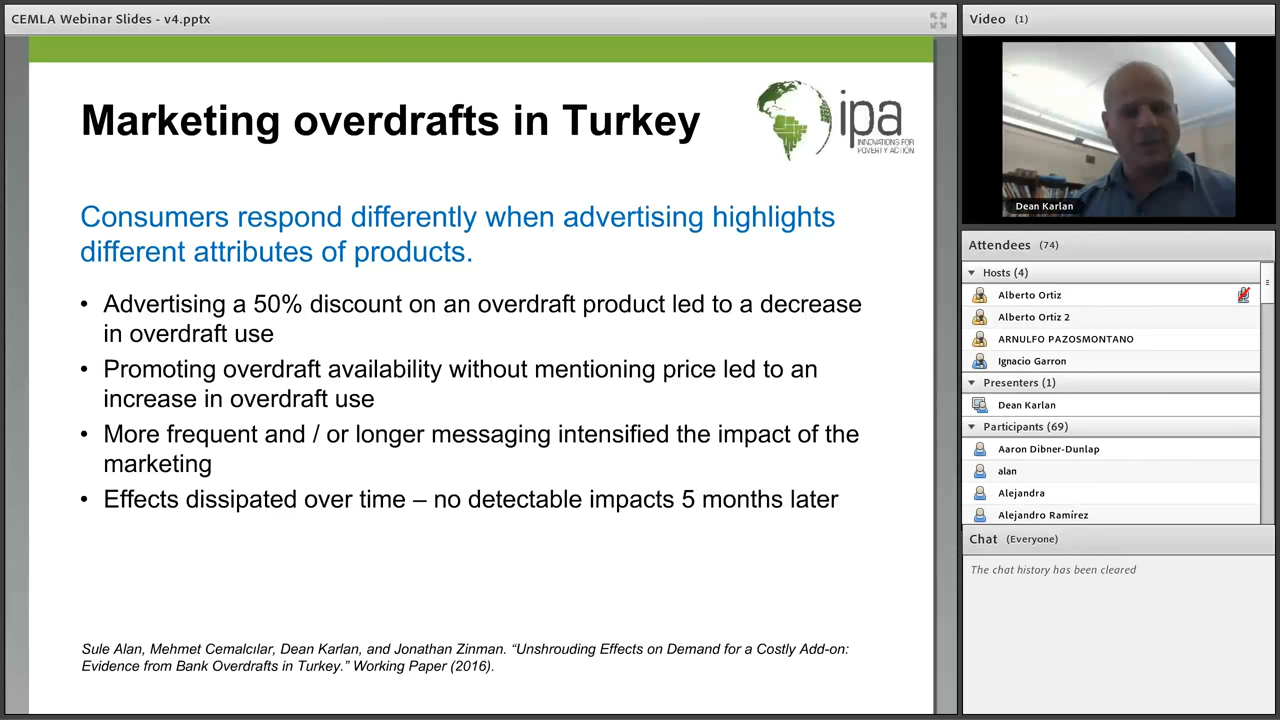 CEMLA Webinar Slides - v4.pptx
Marketing overdrafts in Turkey
ipa
INNOVATIONS FOR
POVERTY ACTION
Consumers respond differently when advertising highlights
different attributes of products.
• Advertising a 50% discount on an overdraft product led to a decrease
in overdraft use
• Promoting overdraft availability without mentioning price led to an
increase in overdraft use
• More frequent and / or longer messaging intensified the impact of the
marketing
• Effects dissipated over time – no detectable impacts 5 months later
Sule Alan, Mehmet Cemalcılar, Dean Karlan, and Jonathan Zinman. “Unshrouding Effects on Demand for a Costly Add-on:
Evidence from Bank Overdrafts in Turkey.” Working Paper (2016).
Video (1)
Dean Karlan
Attendees (74)
Hosts (4)
Alberto Ortiz
Alberto Ortiz 2
ARNULFO PAZOSMONTANO
Ignacio Garron
Presenters (1)
Dean Karlan
Participants (69)
Aaron Dibner-Dunlap
alan
Alejandra
Alejandro Ramírez
Chat (Everyone)
The chat history has been cleared